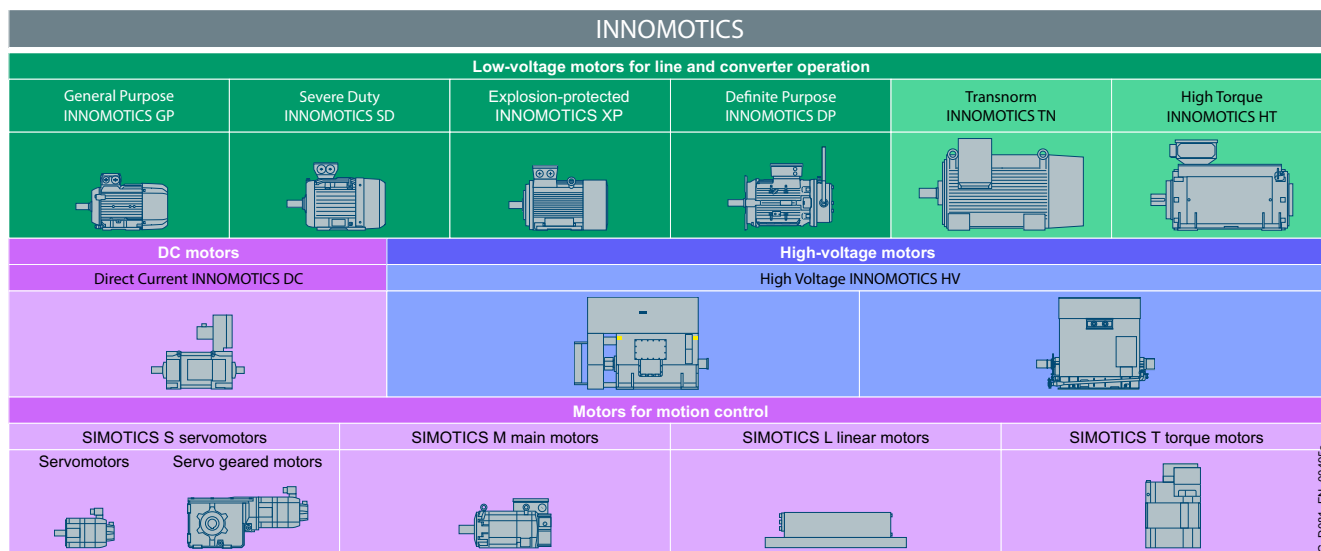 INNOMOTICS
Low-voltage motors for line and converter operation
General Purpose
INNOMOTICS GP
Severe Duty
INNOMOTICS SD
Explosion-protected
INNOMOTICS XP
Definite Purpose
INNOMOTICS DP
Transnorm
INNOMOTICS TN
High Torque
INNOMOTICS HT
DC motors
High-voltage motors
Direct Current INNOMOTICS DC
High Voltage INNOMOTICS HV
Motors for motion control
SIMOTICS S servomotors
SIMOTICS M main motors
SIMOTICS L linear motors
SIMOTICS T torque motors
Servomotors
Servo geared motors